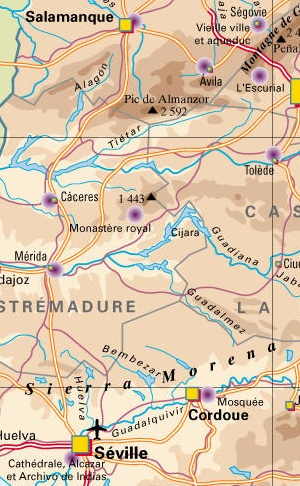 Salamanque
Ségovie
Vieille ville
et aqueduc
Montagne de
Alagón
Ávila
L'Escurial
Pic de Almanzor
2 592
Tiétar
Tolède
Cáceres
1 443
Monastère royal
Cijara
Guadiana
CAS
Mérida
dajoz
STRÉMADURE
Guadalmez
LA
Bembezar
Sierra Morena
Huelva
Mosquée
Cordoue
Guadalquivir
Huelva
Séville
Cathédrale, Alcázar
et Archivo de Indias